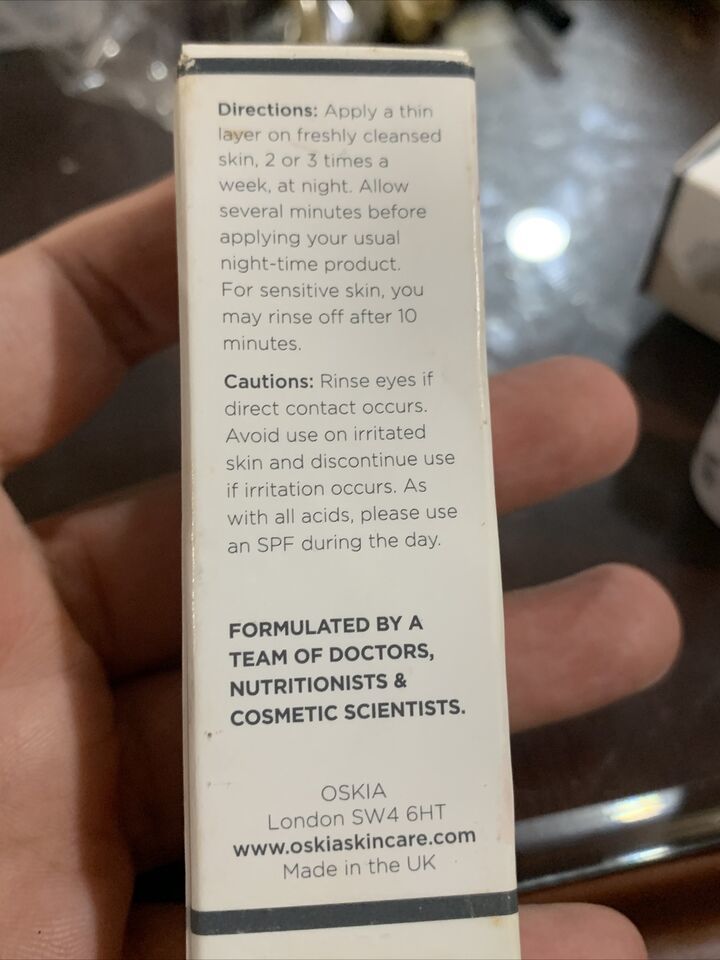 Directions: Apply a thin
layer on freshly cleansed
skin, 2 or 3 times a
week, at night. Allow
several minutes before
applying your usual
night-time product.
For sensitive skin, you
may rinse off after 10
minutes.
Cautions: Rinse eyes if
direct contact occurs.
Avoid use on irritated
skin and discontinue use
if irritation occurs. As
with all acids, please use
an SPF during the day.
FORMULATED BY A
TEAM OF DOCTORS,
NUTRITIONISTS &
COSMETIC SCIENTISTS.
OSKIA
London SW4 6HT
www.oskiaskincare.com
Made in the UK